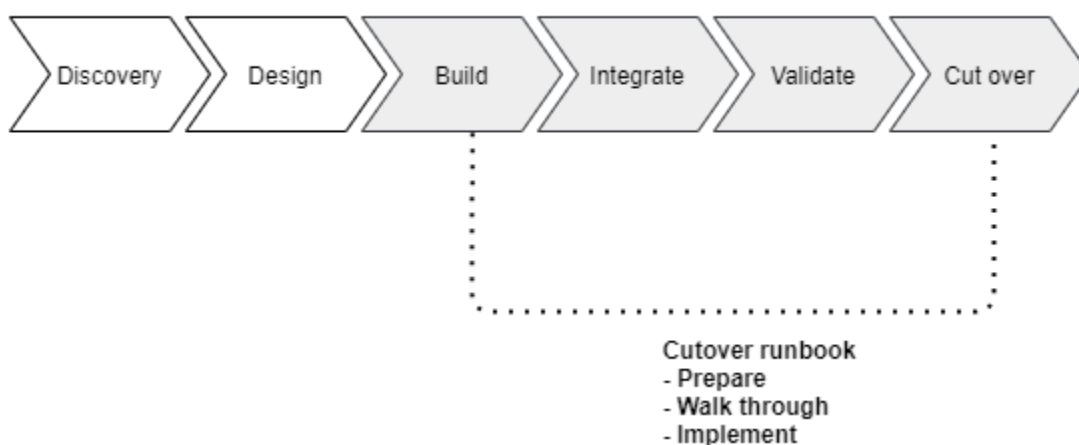 Discovery
Design
Build
Integrate
Validate
Cut over
Cutover runbook
- Prepare
- Walk through
- Implement